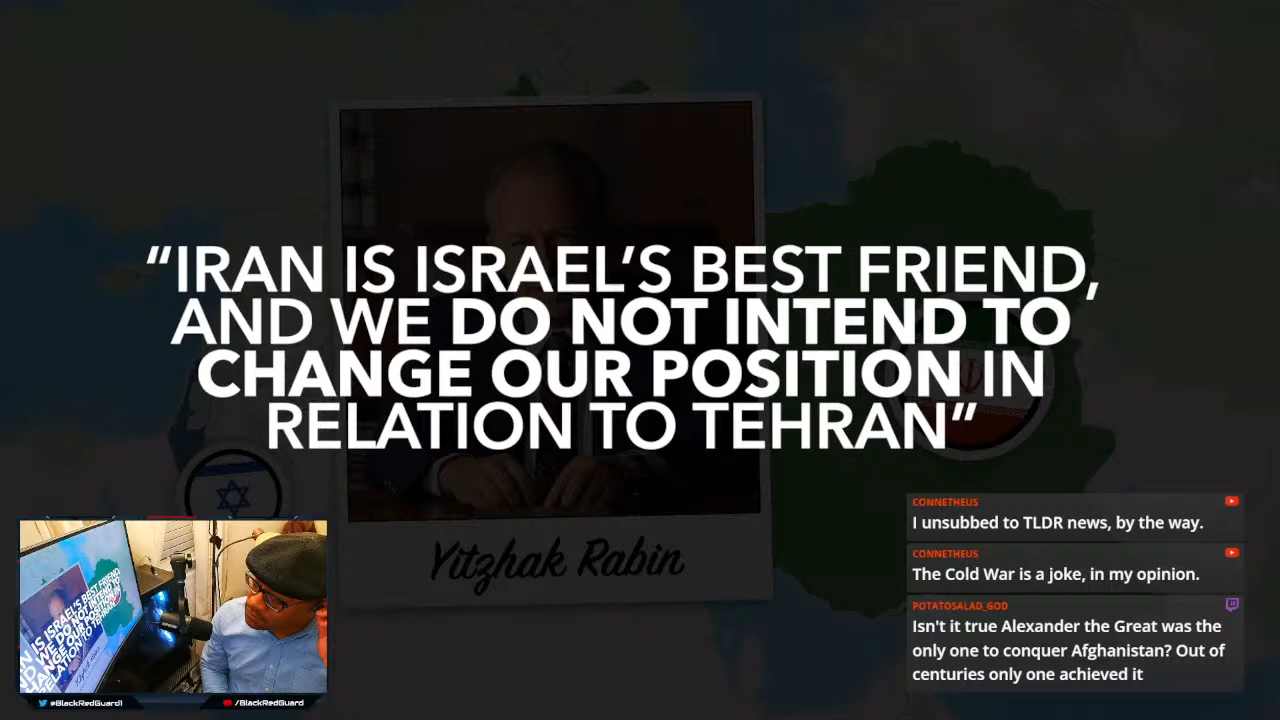 “IRAN IS ISRAEL’S BEST FRIEND,
AND WE DO NOT INTEND TO
CHANGE OUR POSITION IN
RELATION TO TEHRAN”
Yitzhak Rabin
CONNETHEUS
I unsubbed to TLDR news, by the way.
CONNETHEUS
The Cold War is a joke, in my opinion.
POTATOSALAD_GOD
Isn't it true Alexander the Great was the
only one to conquer Afghanistan? Out of
centuries only one achieved it
@BlackRedGuard1
/BlackRedGuard